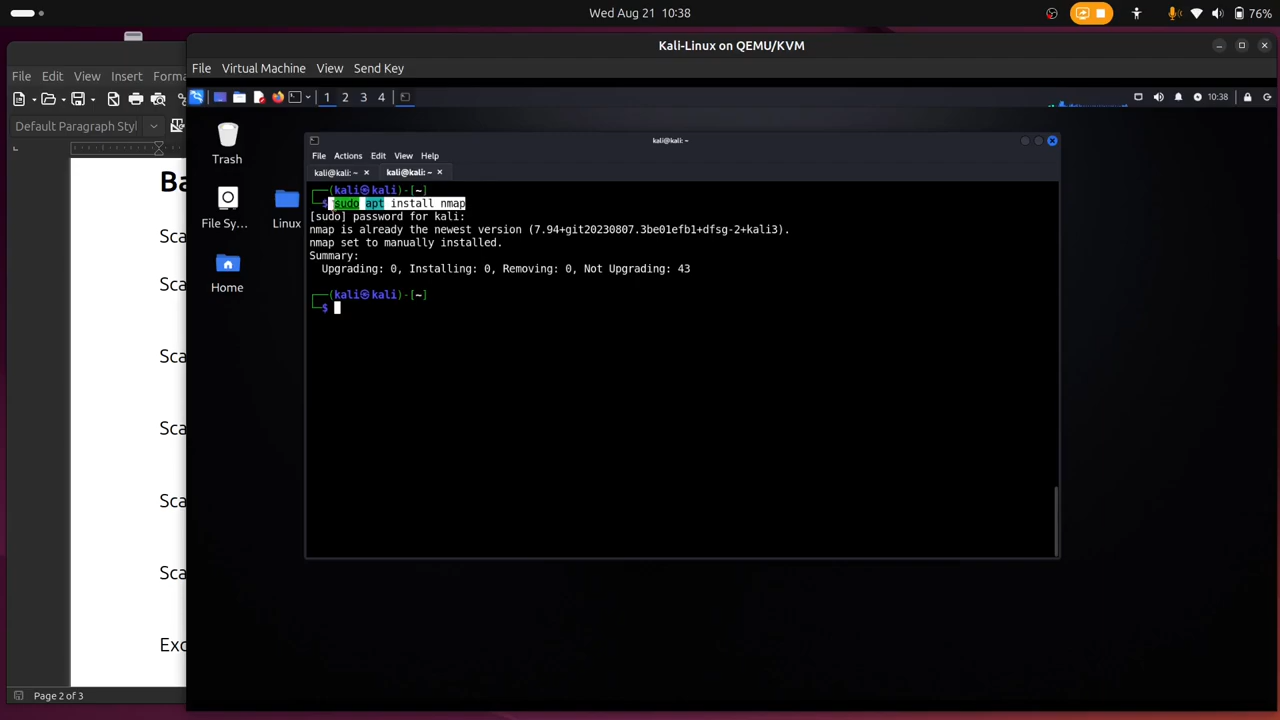 Wed Aug 21 10:38
76%
Kali-Linux on QEMU/KVM
File Virtual Machine View Send Key
File Edit View Insert Forma
Default Paragraph Styl
1 2 3 4
10:38
Trash
File Sy...
Linux
Home
kali@kali: ~
File Actions Edit View Help
kali@kali: ~ × kali@kali: ~ ×
(kali㉿kali)-[~]
$ sudo apt install nmap
[sudo] password for kali:
nmap is already the newest version (7.94+git20230807.3be01efb1+dfsg-2+kali3).
nmap set to manually installed.
Summary:
Upgrading: 0, Installing: 0, Removing: 0, Not Upgrading: 43
(kali㉿kali)-[~]
$
Ba
Sca
Sca
Sca
Sca
Sca
Sca
Exc
Page 2 of 3